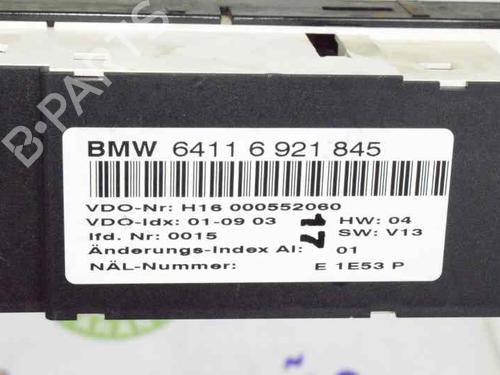 BMW 6411 6 921 845
VDO-Nr: H16 000552060
VDO-Idx: 01-09 03 HW: 04
lfd. Nr: 0015 17 SW: V13
Änderungs-Index AI: 01
NÄL-Nummer: E 1E53 P
B-PARTS